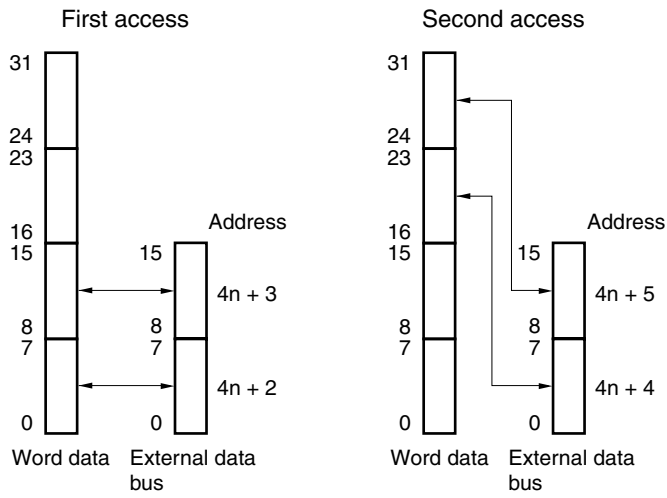 First access
Second access
31
24
23
16
15
8
7
0
Address
15
8
7
0
4n + 3
4n + 2
Word data
External data
bus
31
24
23
16
15
8
7
0
Address
15
8
7
0
4n + 5
4n + 4
Word data
External data
bus